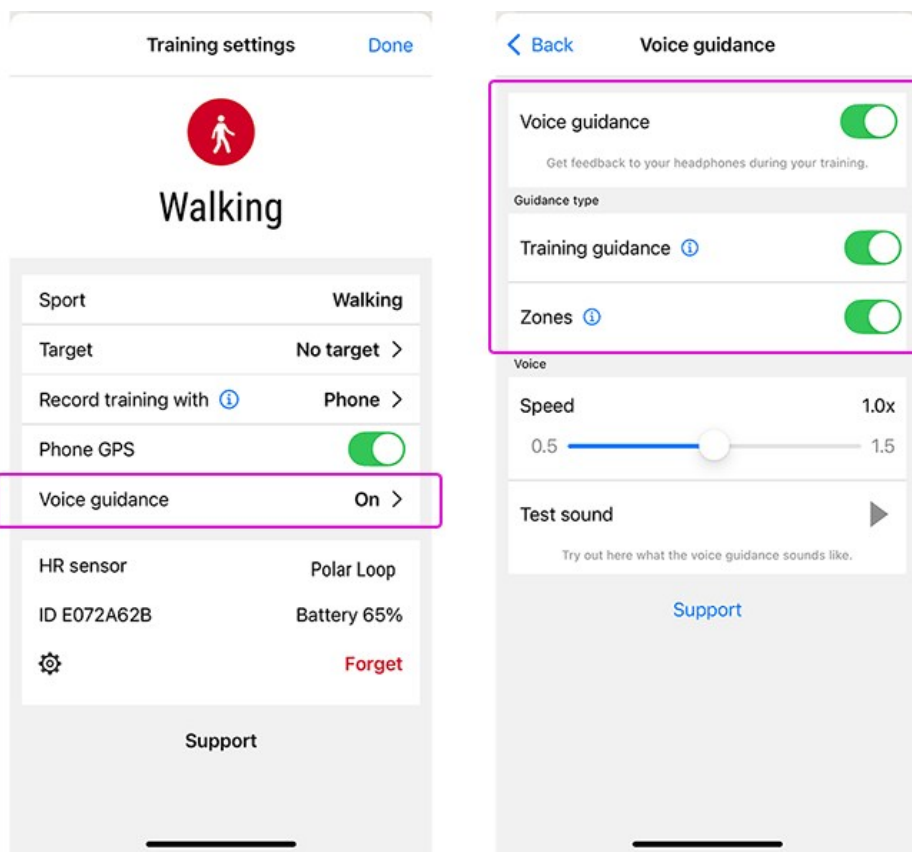 Training settings
Done
Walking
Sport Walking
Target No target
Record training with Phone
Phone GPS
Voice guidance On
HR sensor Polar Loop
ID E072A62B Battery 65%
Forget
Support
Back Voice guidance
Voice guidance
Get feedback to your headphones during your training.
Guidance type
Training guidance
Zones
Voice
Speed 1.0x
0.5 1.5
Test sound
Try out here what the voice guidance sounds like.
Support